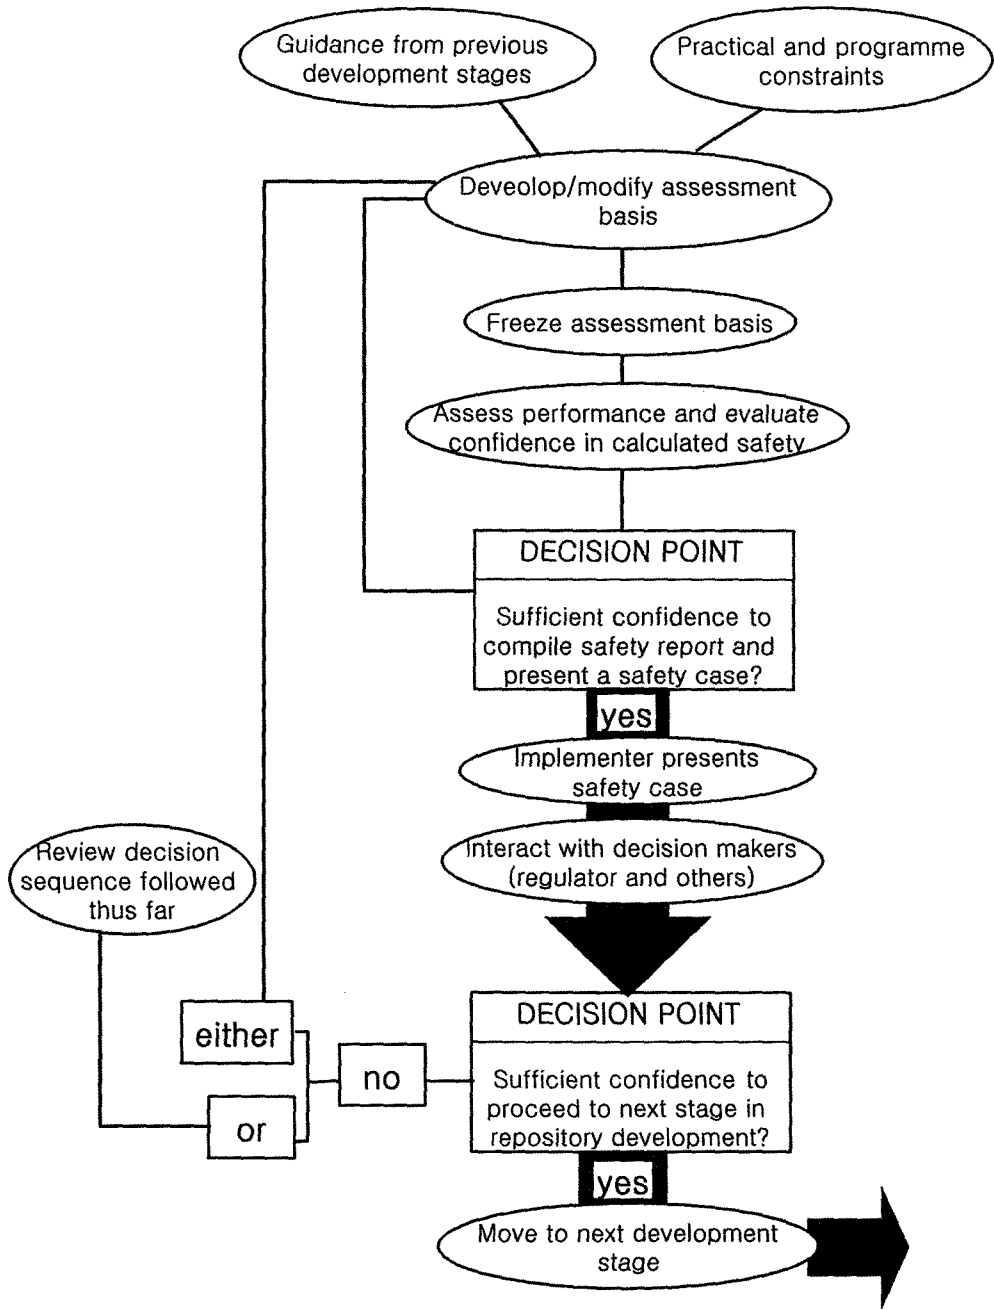 Guidance from previous
development stages
Practical and programme
constraints
Deveolop/modify assessment
basis
Freeze assessment basis
Assess performance and evaluate
confidence in calculated safety
DECISION POINT
Sufficient confidence to
compile safety report and
present a safety case?
yes
Implementer presents
safety case
Interact with decision makers
(regulator and others)
Review decision
sequence followed
thus far
either
or
no
DECISION POINT
Sufficient confidence to
proceed to next stage in
repository development?
yes
Move to next development
stage